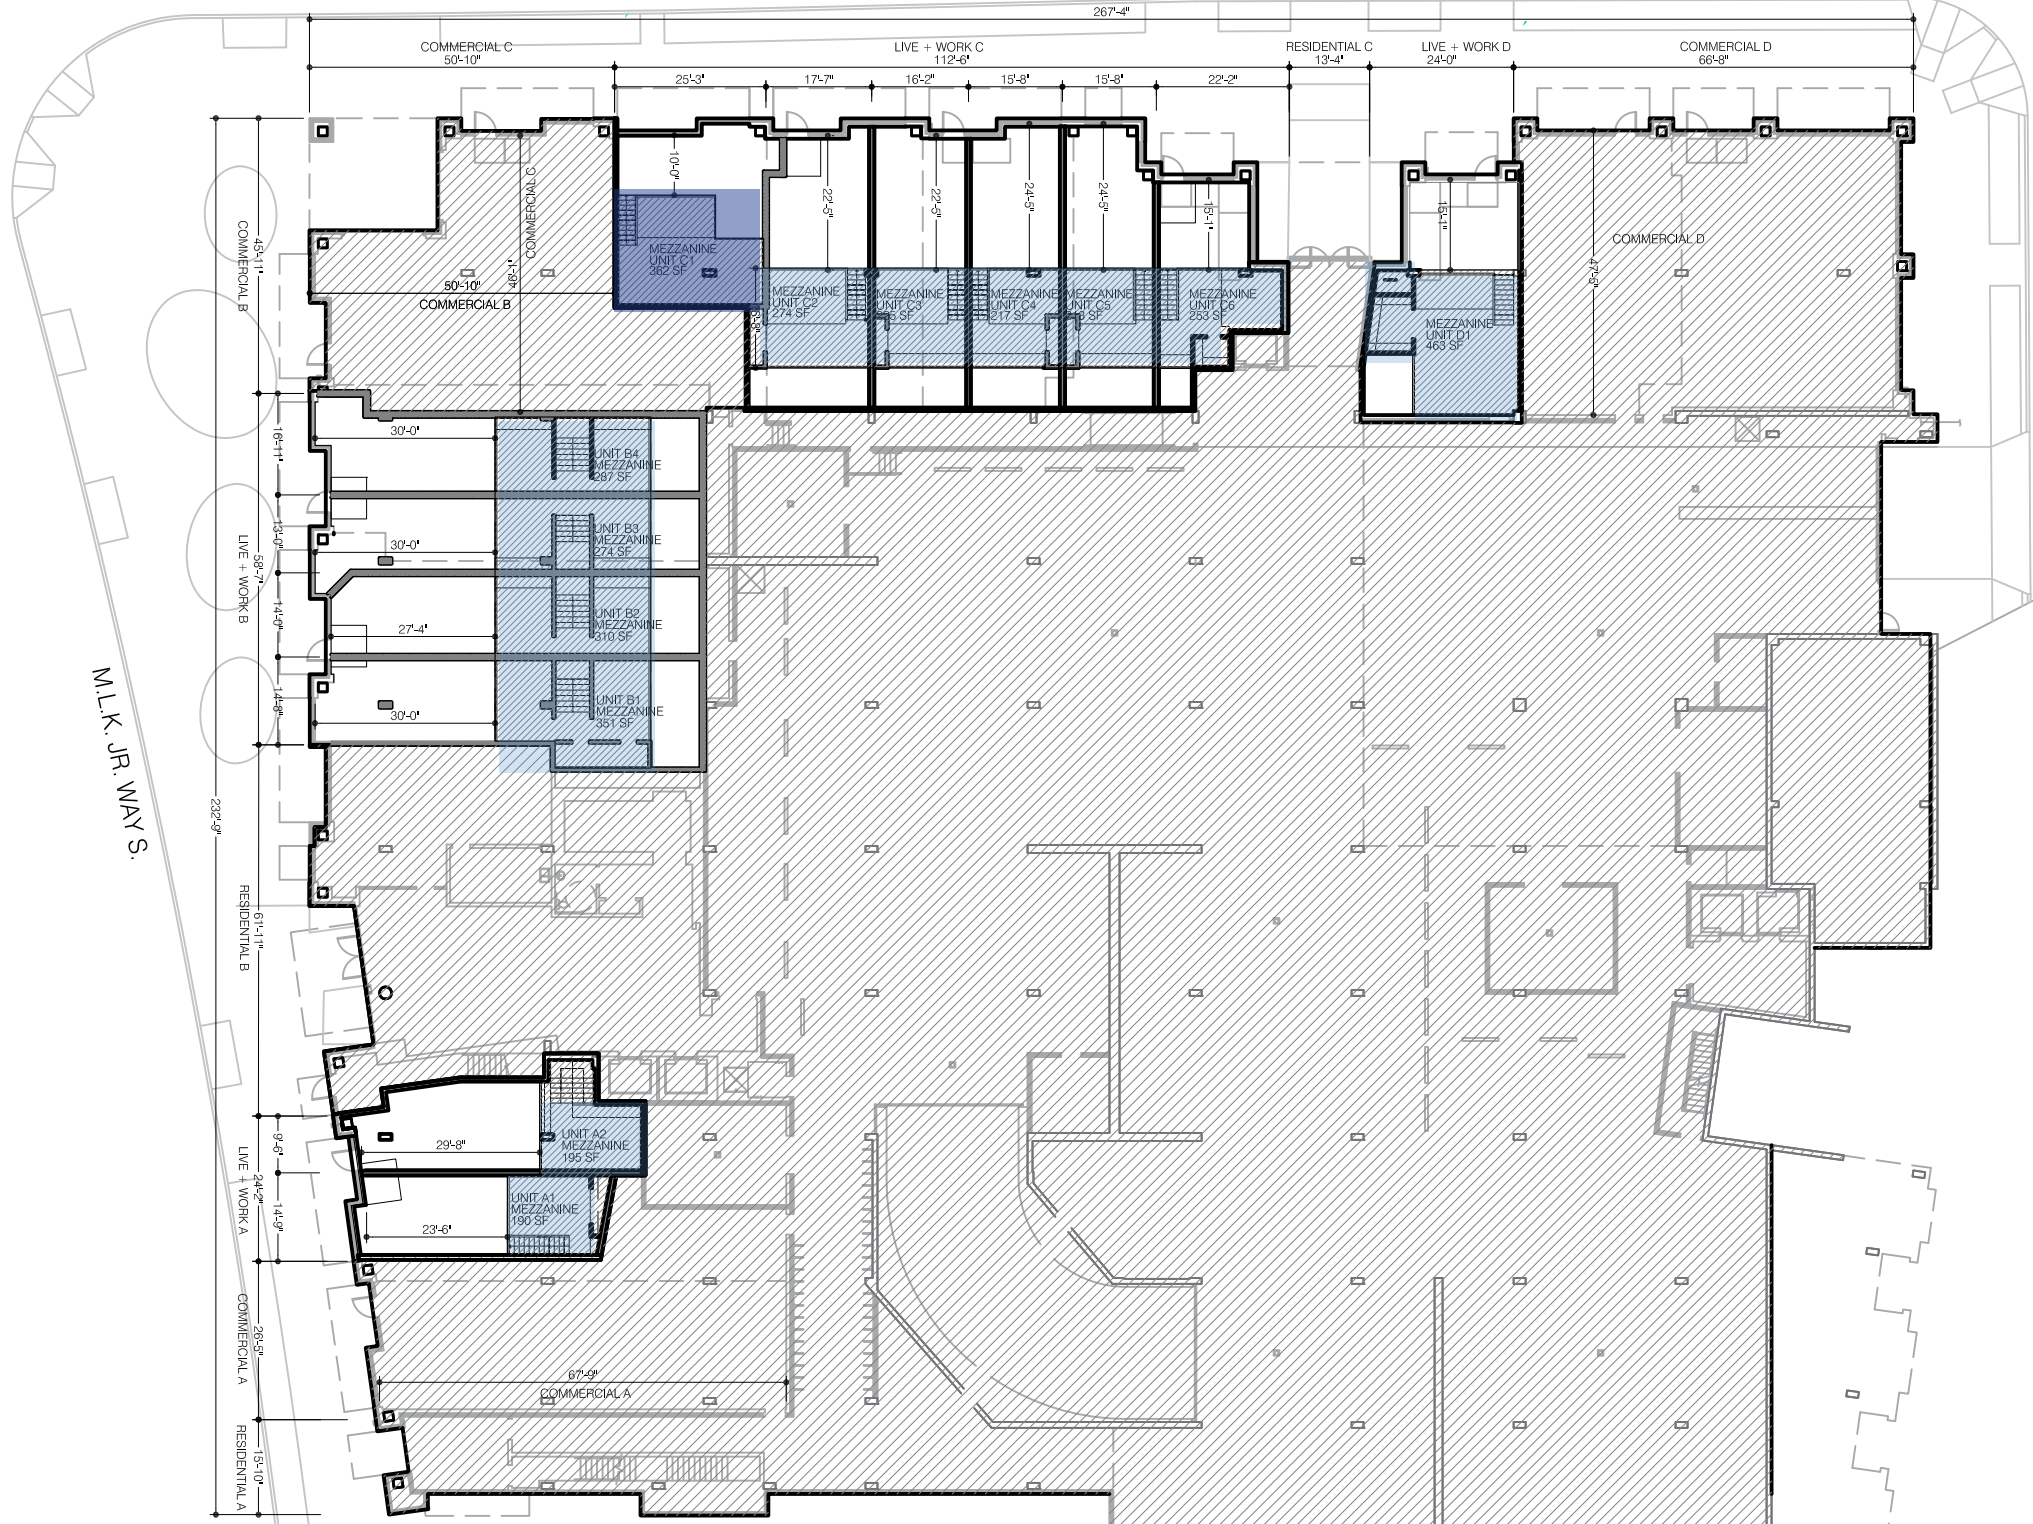 267'-4"
COMMERCIAL C
50'-10"
LIVE + WORK C
112'-6"
RESIDENTIAL C
13'-4"
LIVE + WORK D
24'-0"
COMMERCIAL D
66'-8"
25'-3"
17'-7"
16'-2"
15'-8"
15'-8"
22'-2"
10'-0"
22'-5"
22'-5"
24'-5"
24'-5"
15'-1"
15'-1"
47'-5"
COMMERCIAL C
46'-1"
COMMERCIAL D
COMMERCIAL B
45'-11"
50'-10"
COMMERCIAL B
MEZZANINE
UNIT C1
362 SF
MEZZANINE
UNIT C2
274 SF
MEZZANINE
UNIT C3
MEZZANINE
UNIT C4
217 SF
MEZZANINE
UNIT C5
MEZZANINE
UNIT C6
253 SF
MEZZANINE
UNIT D1
463 SF
30'-0"
UNIT B4
MEZZANINE
287 SF
16'-11"
30'-0"
UNIT B3
MEZZANINE
274 SF
13'-0"
LIVE + WORK B
58'-7"
27'-4"
UNIT B2
MEZZANINE
310 SF
14'-0"
30'-0"
UNIT B1
MEZZANINE
351 SF
14'-8"
M.L.K. JR. WAY S.
232'-9"
RESIDENTIAL B
61'-11"
29'-8"
UNIT A2
MEZZANINE
195 SF
9'-6"
LIVE + WORK A
24'-2"
14'-9"
23'-6"
UNIT A1
MEZZANINE
190 SF
COMMERCIAL A
26'-5"
67'-9"
COMMERCIAL A
RESIDENTIAL A
15'-10"